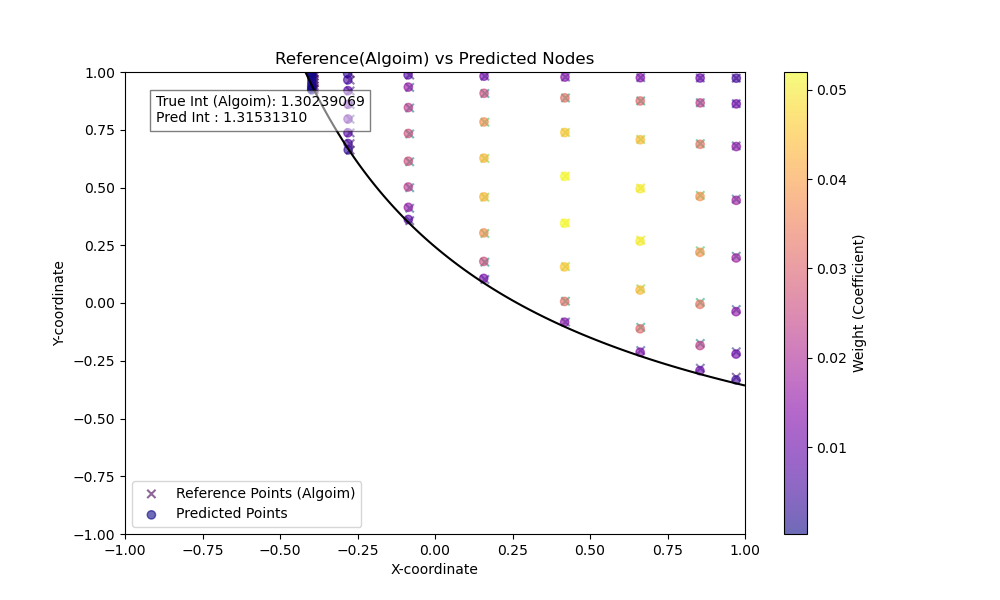 Reference(Algoim) vs Predicted Nodes
True Int (Algoim): 1.30239069
Pred Int : 1.31531310
1.00
0.75
0.50
0.25
0.00
−0.25
−0.50
−0.75
−1.00
Y-coordinate
Reference Points (Algoim)
Predicted Points
−1.00 −0.75 −0.50 −0.25 0.00 0.25 0.50 0.75 1.00
X-coordinate
0.05
0.04
0.03
0.02
0.01
Weight (Coefficient)